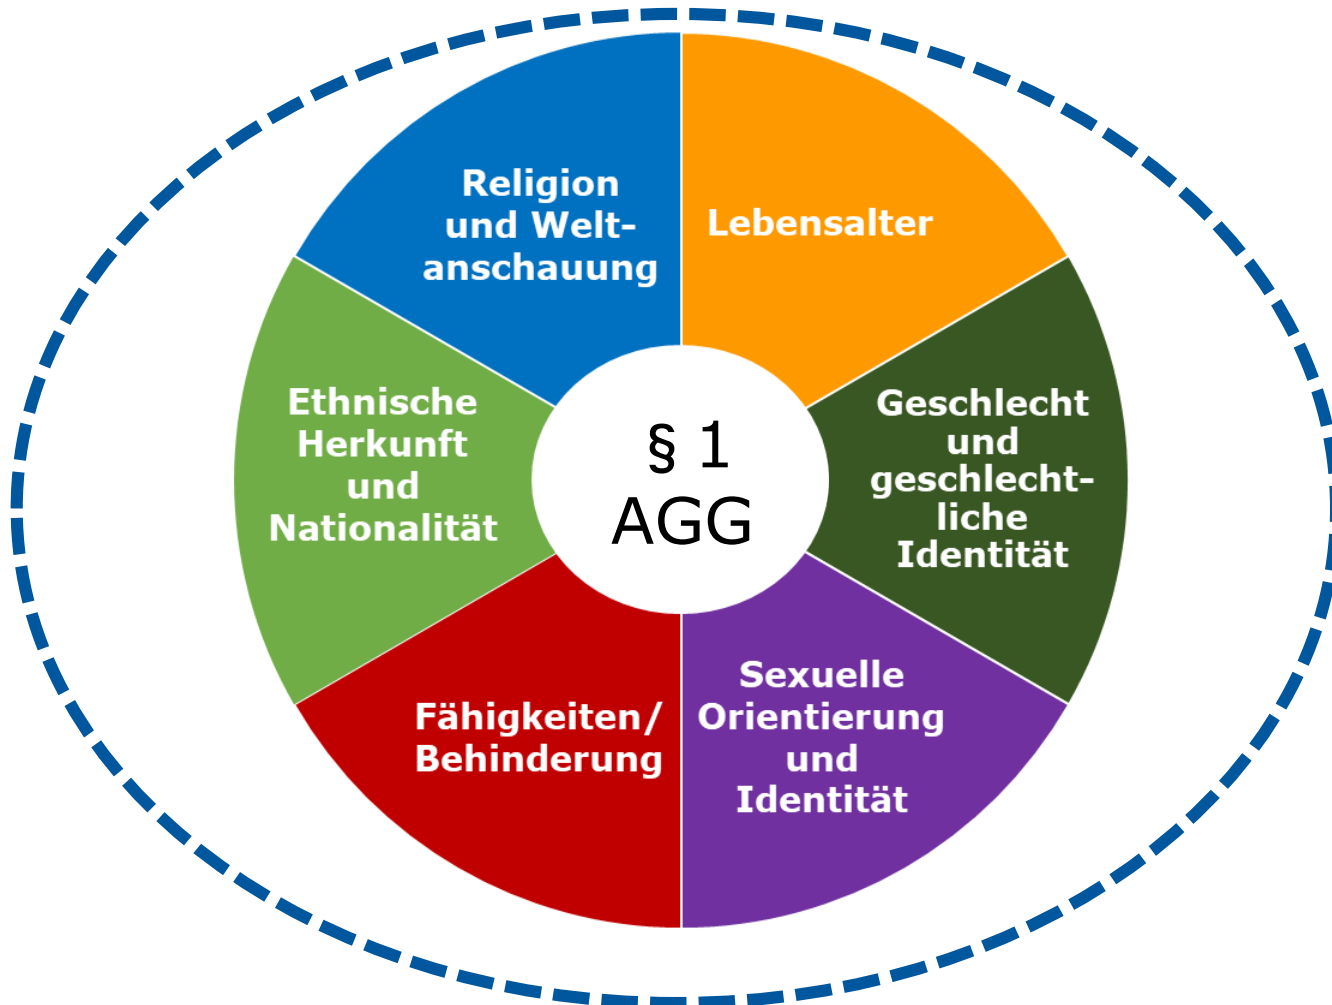 Religion
und Welt-
anschauung
Lebensalter
Ethnische
Herkunft
und
Nationalität
§ 1
AGG
Geschlecht
und
geschlecht-
liche
Identität
Fähigkeiten/
Behinderung
Sexuelle
Orientierung
und
Identität